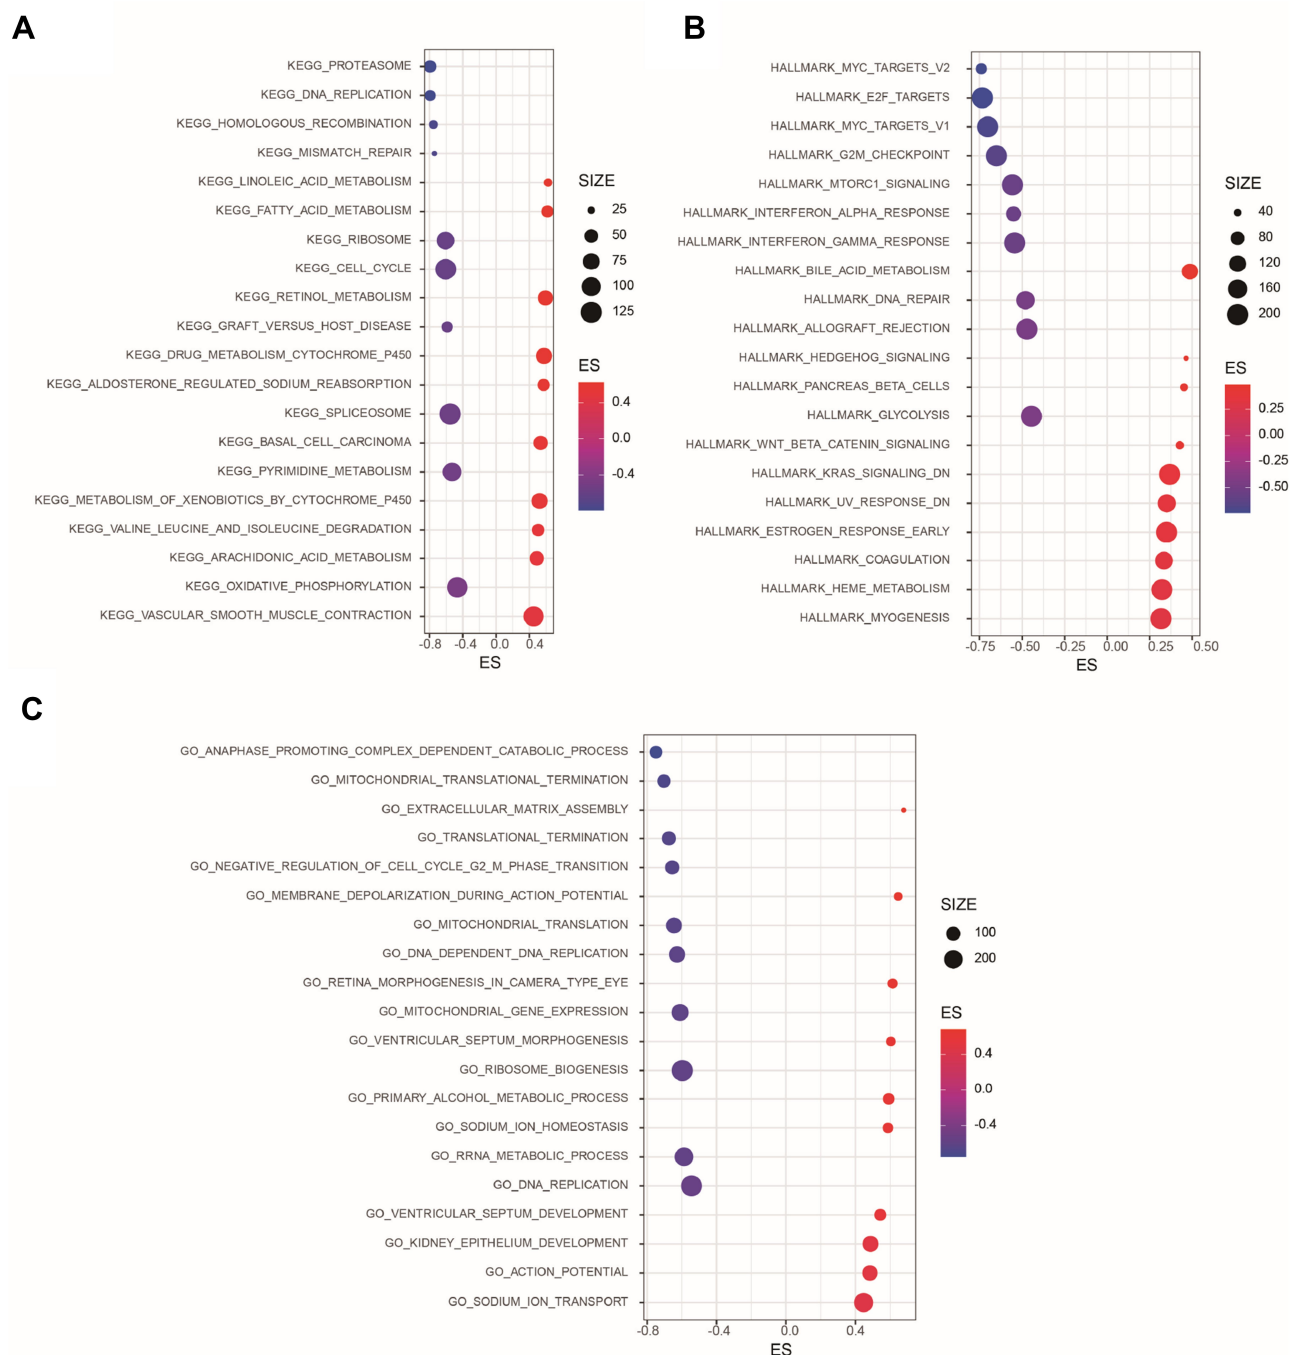 A
KEGG_PROTEASOME
KEGG_DNA_REPLICATION
KEGG_HOMOLOGOUS_RECOMBINATION
KEGG_MISMATCH_REPAIR
KEGG_LINOLEIC_ACID_METABOLISM
KEGG_FATTY_ACID_METABOLISM
KEGG_RIBOSOME
KEGG_CELL_CYCLE
KEGG_RETINOL_METABOLISM
KEGG_GRAFT_VERSUS_HOST_DISEASE
KEGG_DRUG_METABOLISM_CYTOCHROME_P450
KEGG_ALDOSTERONE_REGULATED_SODIUM_REABSORPTION
KEGG_SPLICEOSOME
KEGG_BASAL_CELL_CARCINOMA
KEGG_PYRIMIDINE_METABOLISM
KEGG_METABOLISM_OF_XENOBIOTICS_BY_CYTOCHROME_P450
KEGG_VALINE_LEUCINE_AND_ISOLEUCINE_DEGRADATION
KEGG_ARACHIDONIC_ACID_METABOLISM
KEGG_OXIDATIVE_PHOSPHORYLATION
KEGG_VASCULAR_SMOOTH_MUSCLE_CONTRACTION
-0.8 -0.4 0.0 0.4
ES
SIZE
25
50
75
100
125
ES
0.4
0.0
-0.4
B
HALLMARK_MYC_TARGETS_V2
HALLMARK_E2F_TARGETS
HALLMARK_MYC_TARGETS_V1
HALLMARK_G2M_CHECKPOINT
HALLMARK_MTORC1_SIGNALING
HALLMARK_INTERFERON_ALPHA_RESPONSE
HALLMARK_INTERFERON_GAMMA_RESPONSE
HALLMARK_BILE_ACID_METABOLISM
HALLMARK_DNA_REPAIR
HALLMARK_ALLOGRAFT_REJECTION
HALLMARK_HEDGEHOG_SIGNALING
HALLMARK_PANCREAS_BETA_CELLS
HALLMARK_GLYCOLYSIS
HALLMARK_WNT_BETA_CATENIN_SIGNALING
HALLMARK_KRAS_SIGNALING_DN
HALLMARK_UV_RESPONSE_DN
HALLMARK_ESTROGEN_RESPONSE_EARLY
HALLMARK_COAGULATION
HALLMARK_HEME_METABOLISM
HALLMARK_MYOGENESIS
-0.75 -0.50 -0.25 0.00 0.25 0.50
ES
SIZE
40
80
120
160
200
ES
0.25
0.00
-0.25
-0.50
C
GO_ANAPHASE_PROMOTING_COMPLEX_DEPENDENT_CATABOLIC_PROCESS
GO_MITOCHONDRIAL_TRANSLATIONAL_TERMINATION
GO_EXTRACELLULAR_MATRIX_ASSEMBLY
GO_TRANSLATIONAL_TERMINATION
GO_NEGATIVE_REGULATION_OF_CELL_CYCLE_G2_M_PHASE_TRANSITION
GO_MEMBRANE_DEPOLARIZATION_DURING_ACTION_POTENTIAL
GO_MITOCHONDRIAL_TRANSLATION
GO_DNA_DEPENDENT_DNA_REPLICATION
GO_RETINA_MORPHOGENESIS_IN_CAMERA_TYPE_EYE
GO_MITOCHONDRIAL_GENE_EXPRESSION
GO_VENTRICULAR_SEPTUM_MORPHOGENESIS
GO_RIBOSOME_BIOGENESIS
GO_PRIMARY_ALCOHOL_METABOLIC_PROCESS
GO_SODIUM_ION_HOMEOSTASIS
GO_RRNA_METABOLIC_PROCESS
GO_DNA_REPLICATION
GO_VENTRICULAR_SEPTUM_DEVELOPMENT
GO_KIDNEY_EPITHELIUM_DEVELOPMENT
GO_ACTION_POTENTIAL
GO_SODIUM_ION_TRANSPORT
-0.8 -0.4 0.0 0.4
ES
SIZE
100
200
ES
0.4
0.0
-0.4